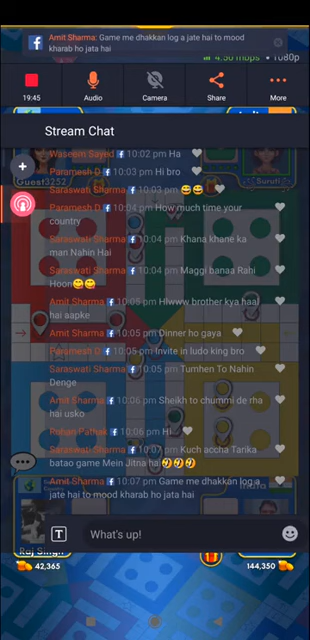 Amit Sharma: Game me dhakkan log a jate hai to mood
kharab ho jata hai
4.50 mbps • 1080p
19:45
Audio
Camera
Share
More
Stream Chat
Waseem Sayed 10:02 pm Ha
Paramesh D 10:03 pm Hi bro
Guest3252
Saraswati Sharma 10:03 pm 😅😅
Paramesh D 10:04 pm How much time your
country
Saraswati Sharma 10:04 pm Khana khane ka
man Nahin Hai
Saraswati Sharma 10:04 pm Maggi banaa Rahi
Hoon😋😋
Amit Sharma 10:05 pm Hlwww brother kya haal
hai aapke
Amit Sharma 10:05 pm Dinner ho gaya
Paramesh D 10:05 pm Invite in ludo king bro
Saraswati Sharma 10:05 pm Tumhen To Nahin
Denge
Amit Sharma 10:06 pm Sheikh to chummi de rha
hai usko
Rohan Pathak 10:06 pm Hi
Saraswati Sharma 10:07 pm Kuch accha Tarika
batao game Mein Jitna hai🤣🤣🤣
Amit Sharma 10:07 pm Game me dhakkan log a
jate hai to mood kharab ho jata hai
T
What's up!
Raj Singh
42,365
144,350